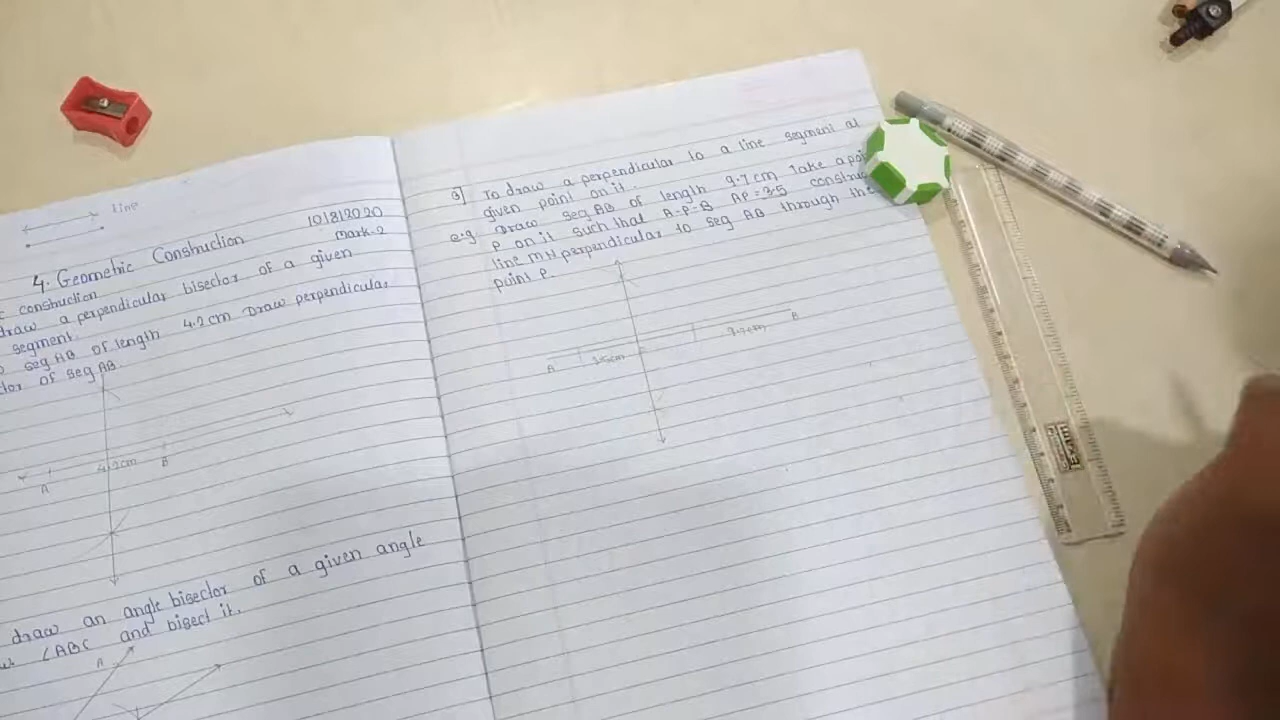 line
10/8/2020
Mark-2
4. Geometric Construction
construction
draw a perpendicular bisector of a given
segment.
seg AB of length 4.2 cm Draw perpendicular
of seg AB.
4.2cm
A
B
draw an angle bisector of a given angle
∠ABC and bisect it.
A
3] To draw a perpendicular to a line segment at
given point on it.
e.g. Draw seg AB of length 9.7 cm Take a
P on it such that A-P-B AP=3.5
line MN perpendicular to seg AB through the
point P.
A
3.5cm
9.7cm
B